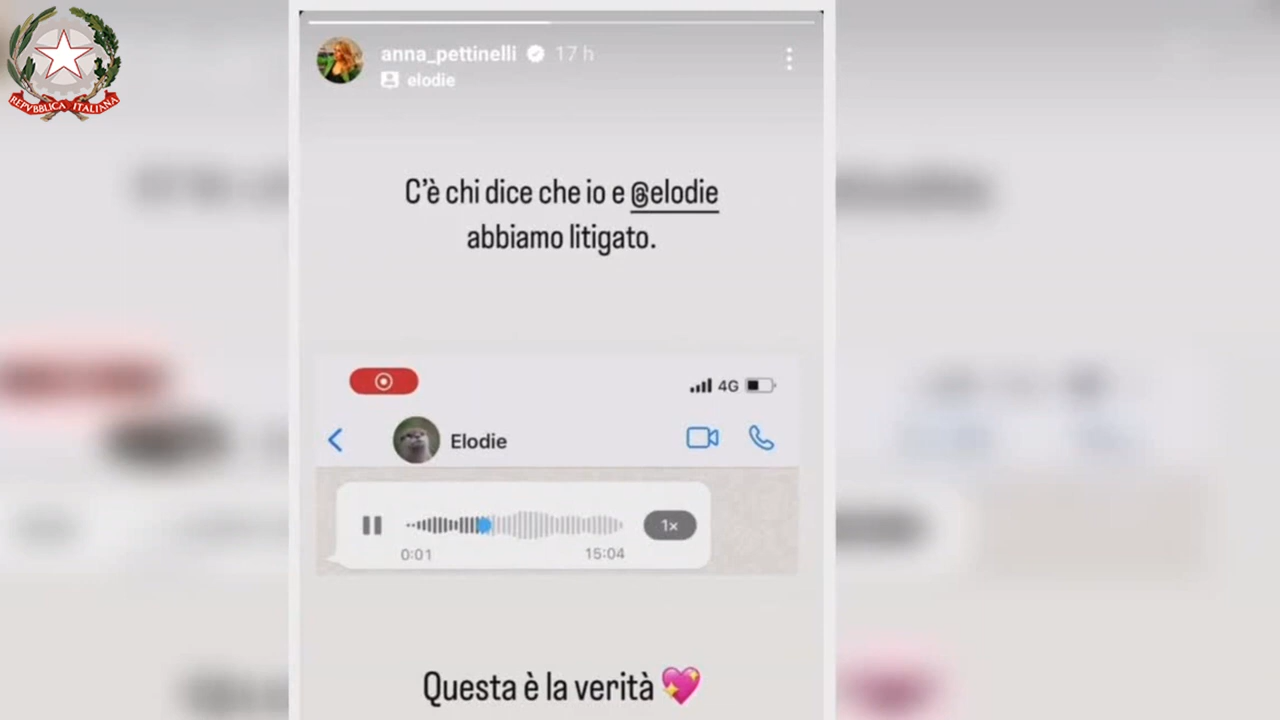 REPVBBLICA ITALIANA
anna_pettinelli 17 h
elodie
C'è chi dice che io e @elodie
abbiamo litigato.
4G
Elodie
1x
0:01 15:04
Questa è la verità